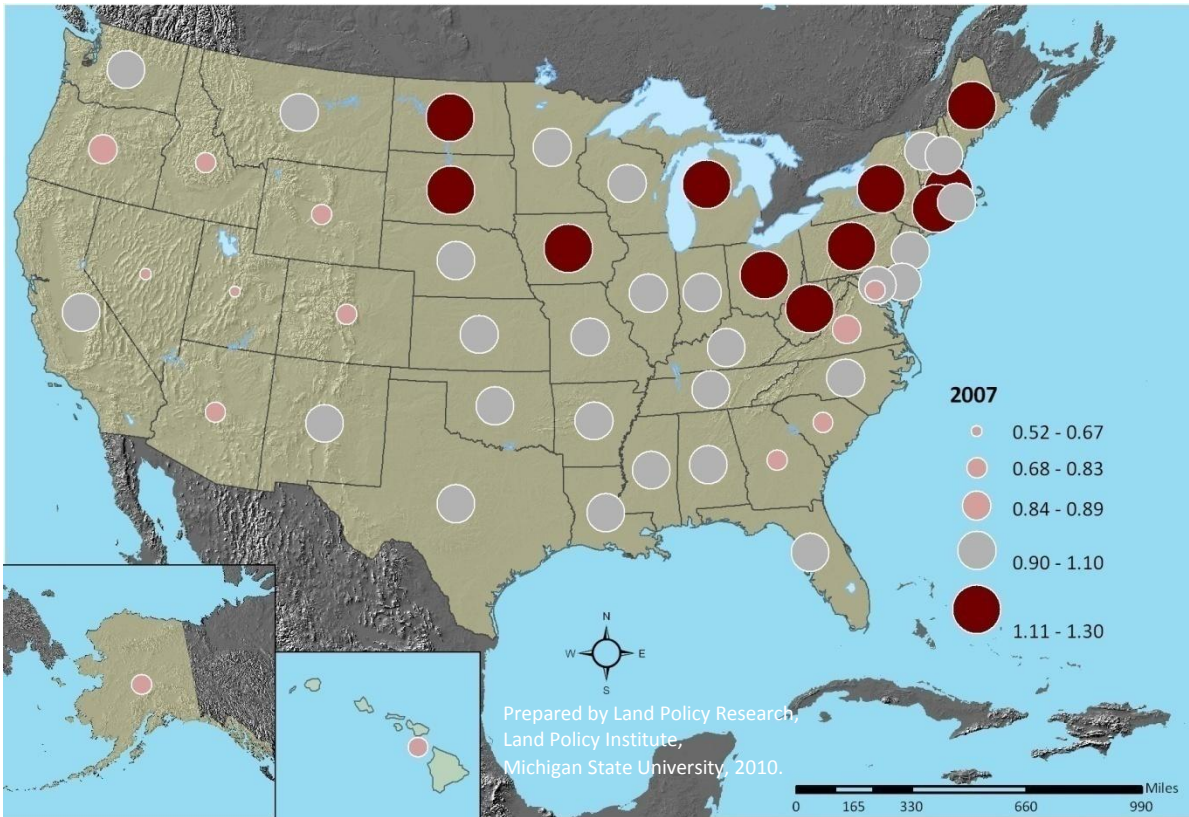 2007
0.52 - 0.67
0.68 - 0.83
0.84 - 0.89
0.90 - 1.10
1.11 - 1.30
N
W E
S
Prepared by Land Policy Research,
Land Policy Institute,
Michigan State University, 2010.
Miles
0 165 330 660 990